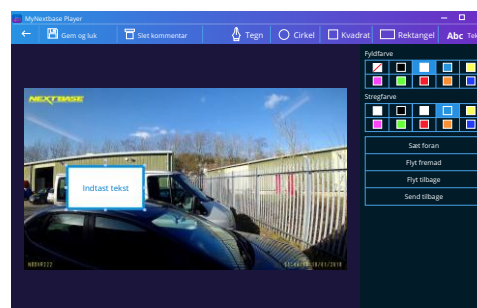 MyNextbase Player
Gem og luk
Slet kommentar
Tegn
Cirkel
Kvadrat
Rektangel
Abc Tek
Fyldfarve
NEXTBASE
Stregfarve
Indtast tekst
Sæt foran
Flyt fremad
Flyt tilbage
Send tilbage